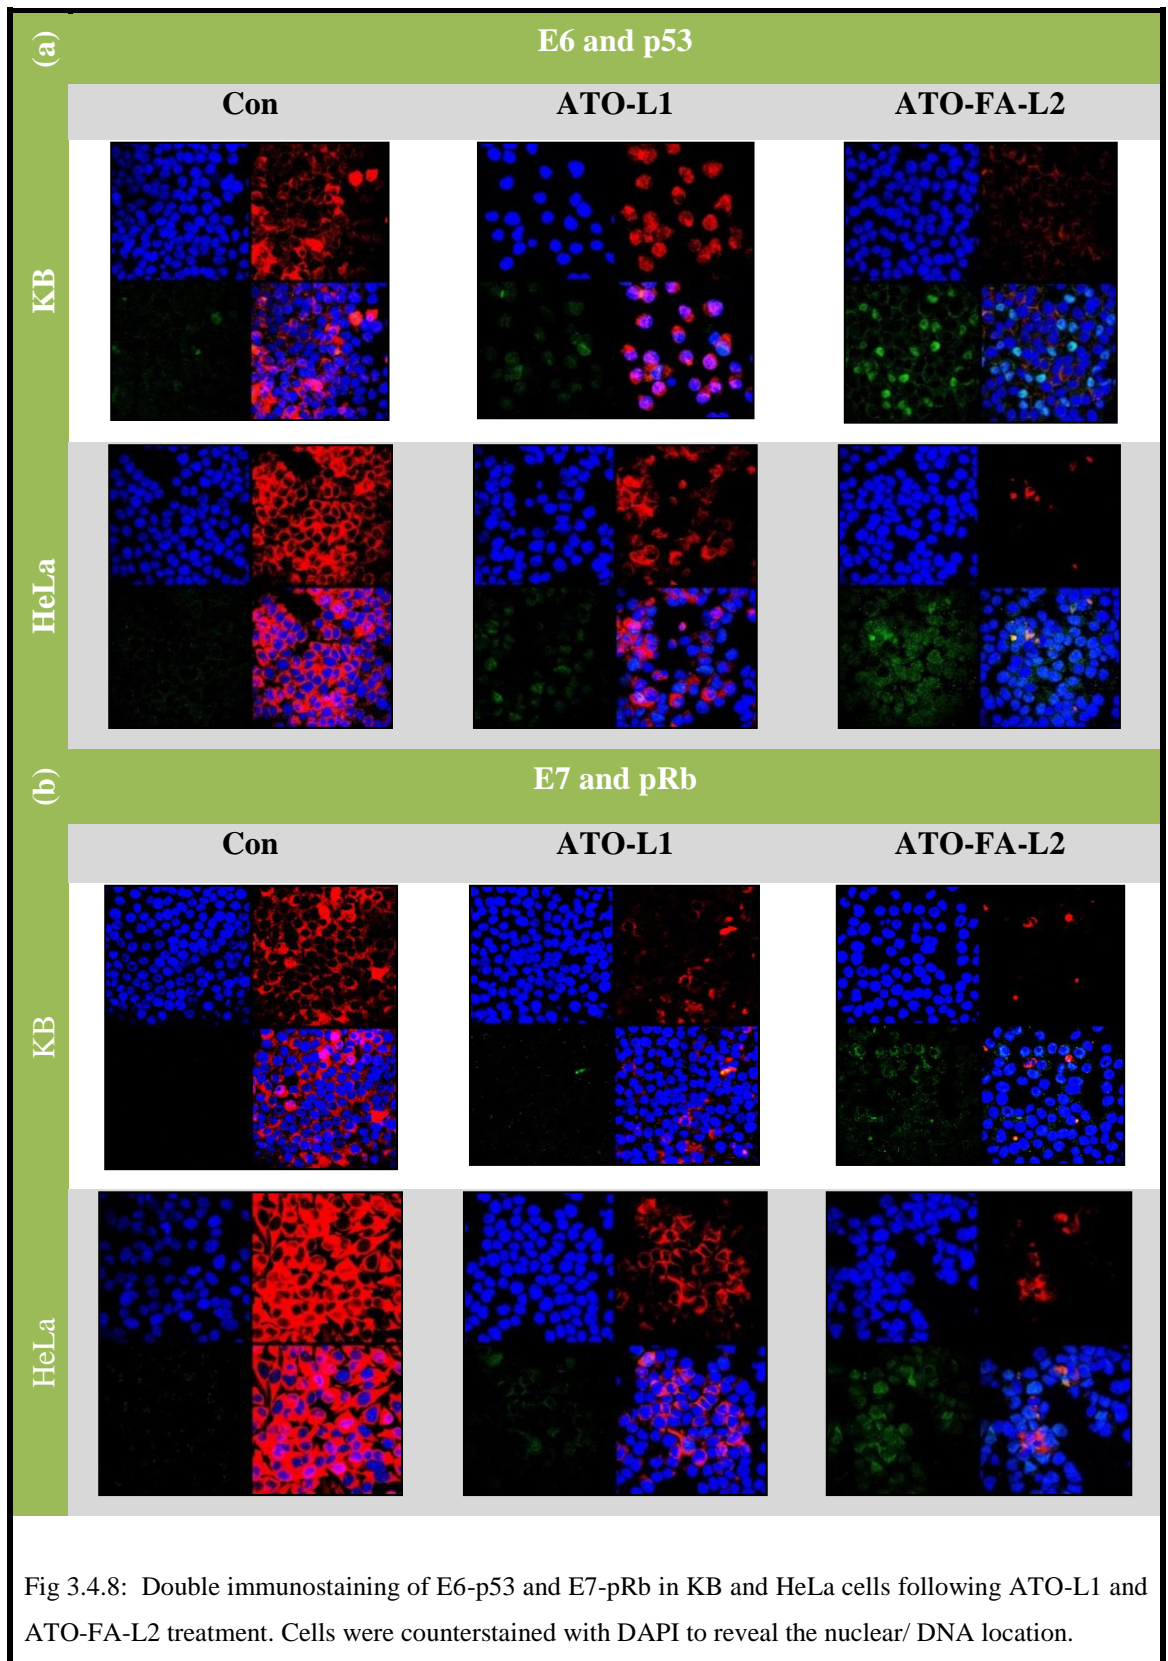 (a)
E6 and p53
Con ATO-L1 ATO-FA-L2
KB
HeLa
(b)
E7 and pRb
Con ATO-L1 ATO-FA-L2
KB
HeLa
Fig 3.4.8: Double immunostaining of E6-p53 and E7-pRb in KB and HeLa cells following ATO-L1 and
ATO-FA-L2 treatment. Cells were counterstained with DAPI to reveal the nuclear/ DNA location.